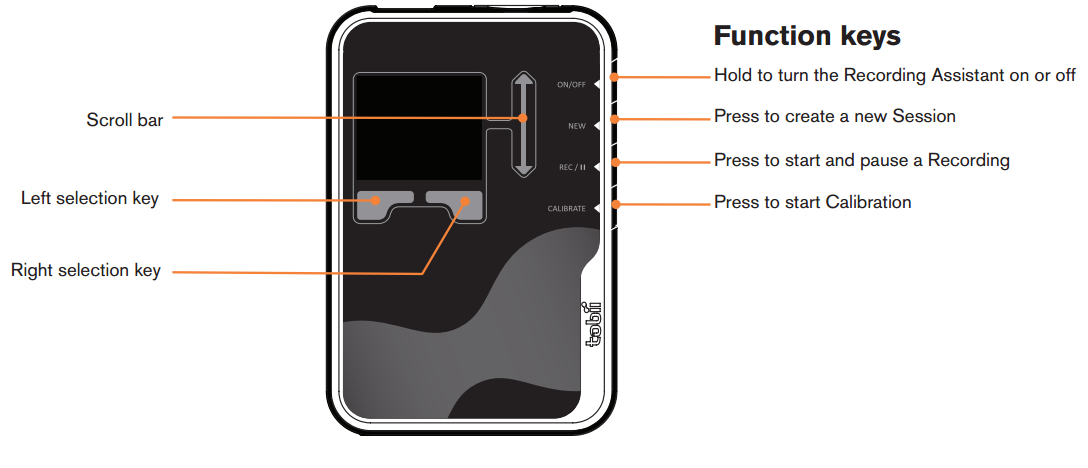 Function keys
Hold to turn the Recording Assistant on or off
Press to create a new Session
Press to start and pause a Recording
Press to start Calibration
Scroll bar
Left selection key
Right selection key
ON/OFF
NEW
REC / II
CALIBRATE
tobii